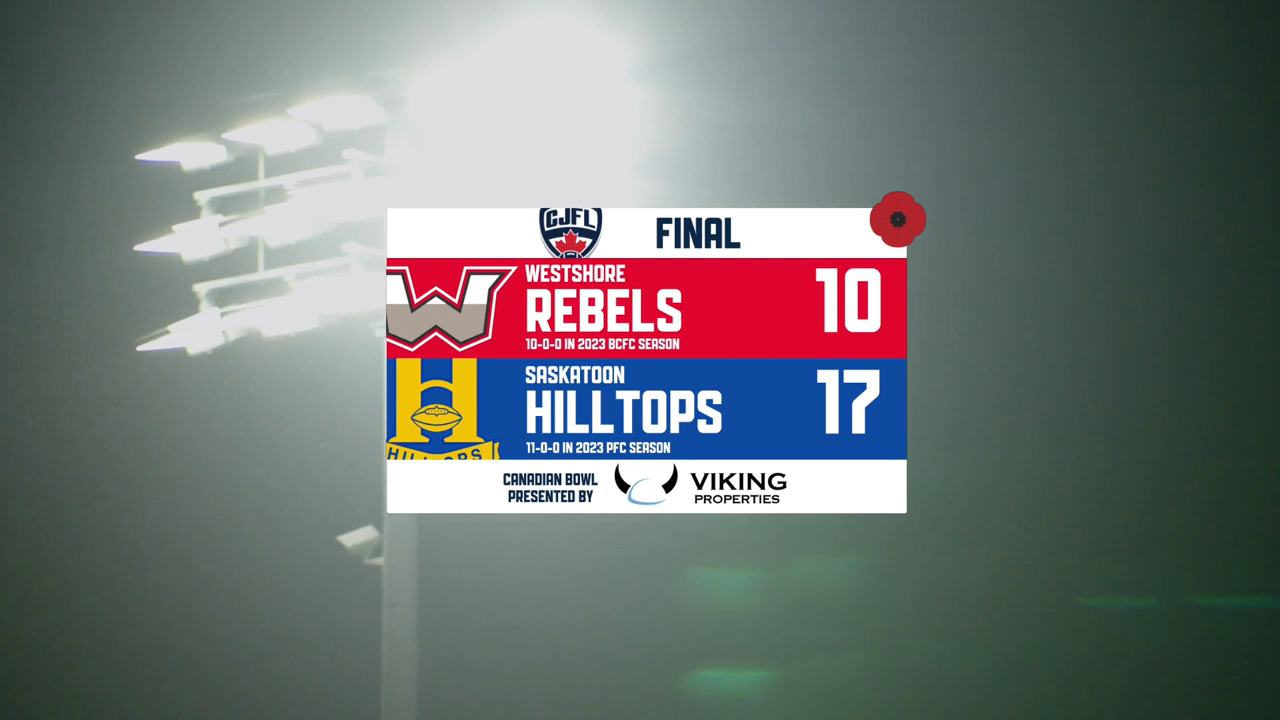 CJFL
FINAL
WESTSHORE
REBELS
10
10-0-0 IN 2023 BCFC SEASON
SASKATOON
HILLTOPS
17
11-0-0 IN 2023 PFC SEASON
HILLTOPS
CANADIAN BOWL
PRESENTED BY
VIKING
PROPERTIES